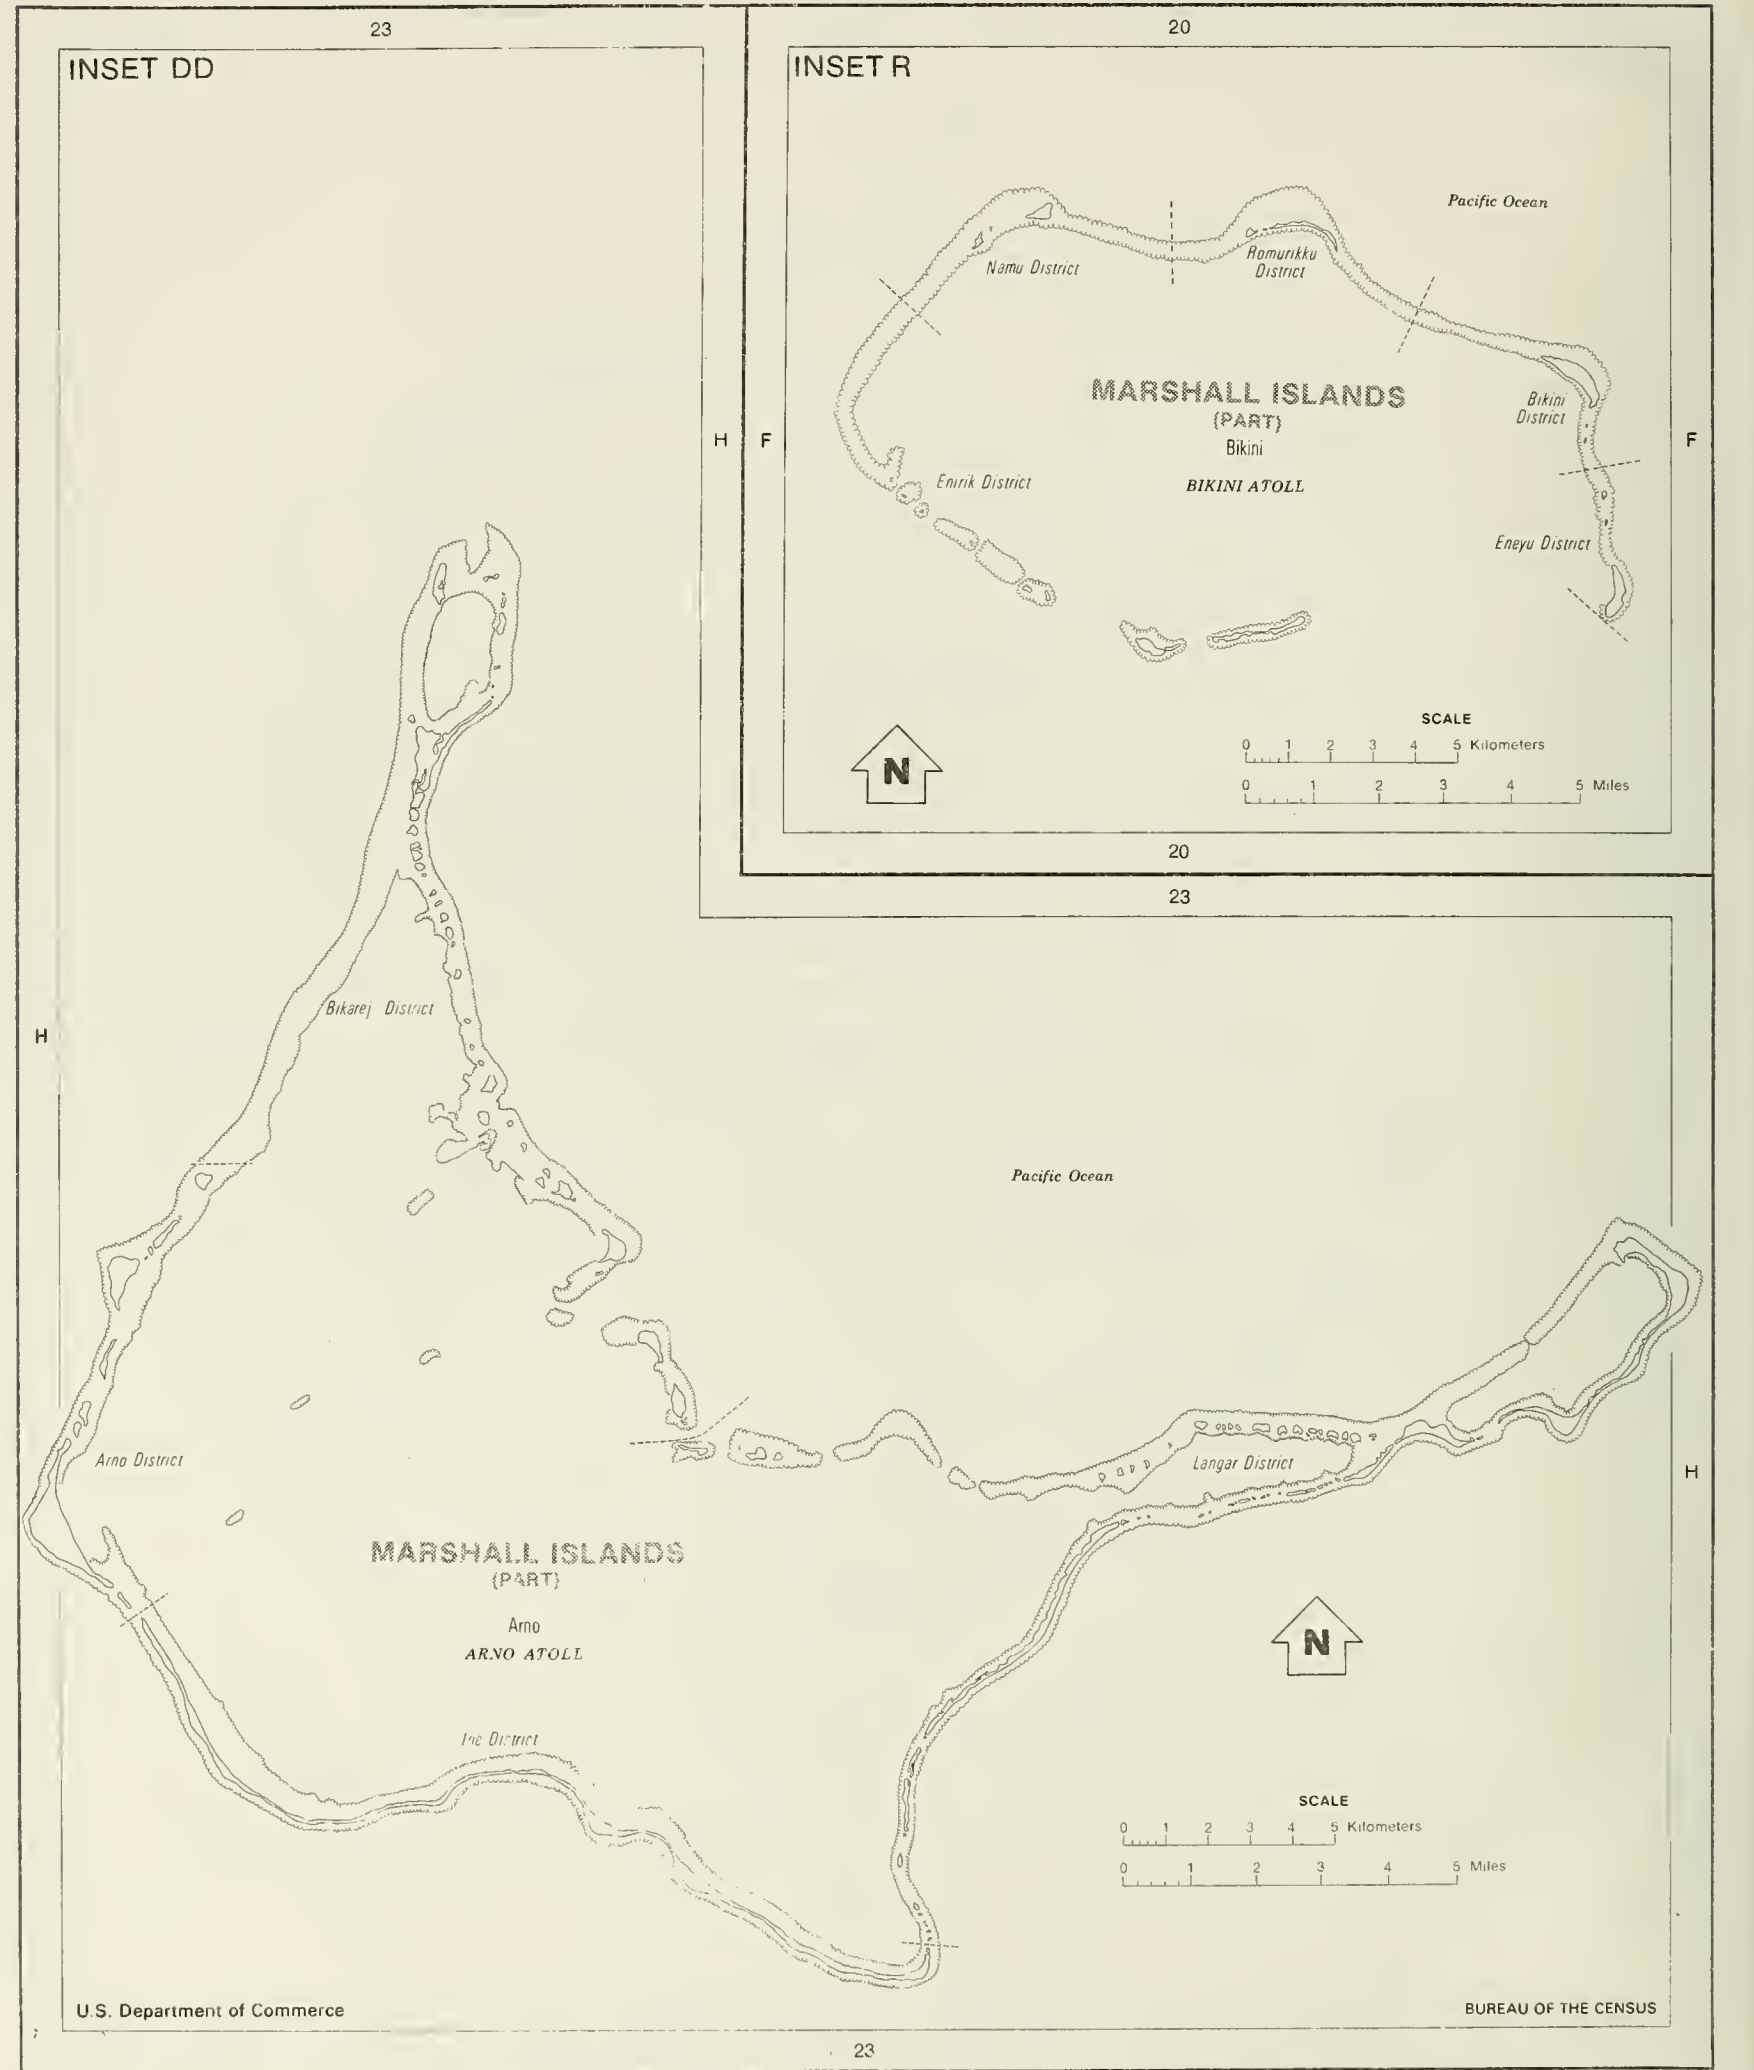 23
INSET DD
H
Bikarej District
H
Arno District
MARSHALL ISLANDS
(PART)
Arno
ARNO ATOLL
Ine District
U.S. Department of Commerce
23
20
INSET R
Pacific Ocean
Namu District
Romurikku
District
MARSHALL ISLANDS
(PART)
Bikini
BIKINI ATOLL
Bikini
District
F
F
Enirik District
Eneyu District
N
SCALE
0 1 2 3 4 5 Kilometers
0 1 2 3 4 5 Miles
20
23
Pacific Ocean
Langar District
H
N
SCALE
0 1 2 3 4 5 Kilometers
0 1 2 3 4 5 Miles
BUREAU OF THE CENSUS